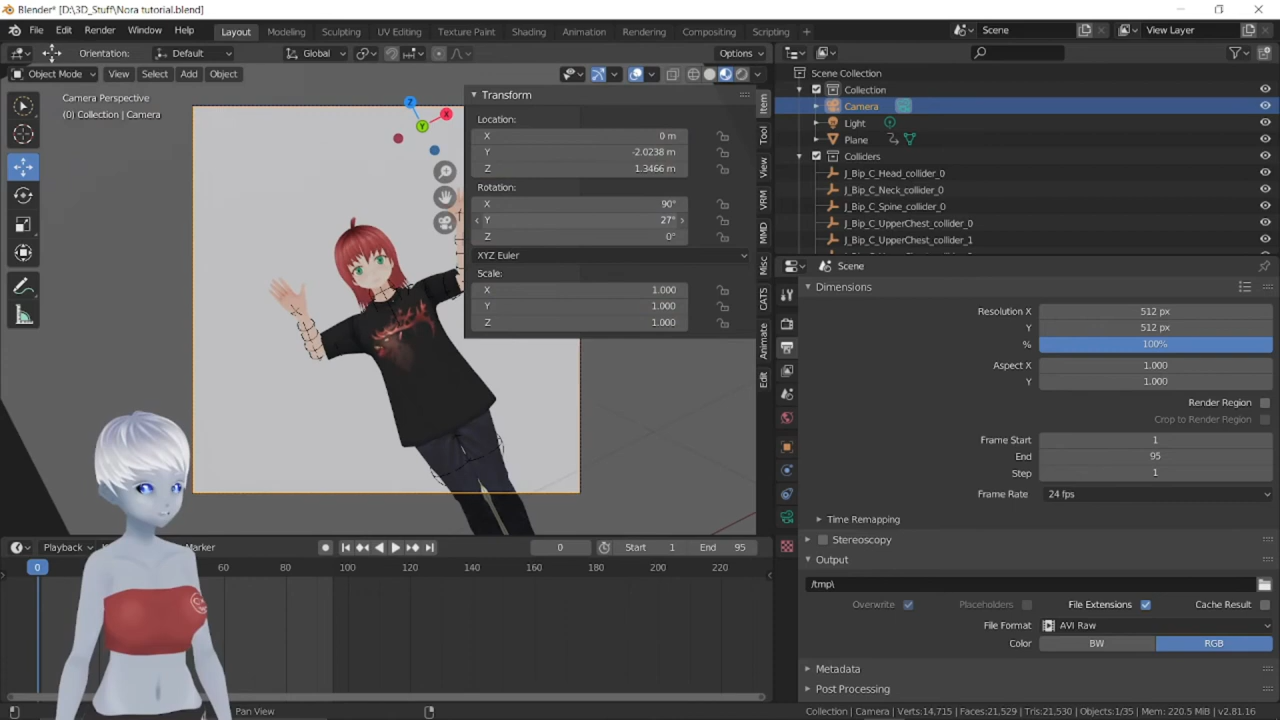 Blender* [D:\3D_Stuff\Nora tutorial.blend]
File Edit Render Window Help Layout Modeling Sculpting UV Editing Texture Paint Shading Animation Rendering Compositing Scripting Scene View Layer
Orientation: Default Global Options
Object Mode View Select Add Object
Camera Perspective
(0) Collection | Camera
Z
X
Y
Transform
Location:
X 0 m
Y -2.0238 m
Z 1.3466 m
Rotation:
X 90°
Y 27°
Z 0°
XYZ Euler
Scale:
X 1.000
Y 1.000
Z 1.000
Item
Tool
View
VRM
MMD
Misc
CATS
Animate
Edit
Scene Collection
Collection
Camera
Light
Plane
Colliders
J_Bip_C_Head_collider_0
J_Bip_C_Neck_collider_0
J_Bip_C_Spine_collider_0
J_Bip_C_UpperChest_collider_0
J_Bip_C_UpperChest_collider_1
Scene
Dimensions
Resolution X 512 px
Y 512 px
% 100%
Aspect X 1.000
Y 1.000
Render Region
Crop to Render Region
Frame Start 1
End 95
Step 1
Frame Rate 24 fps
Time Remapping
Stereoscopy
Output
/tmp\
Overwrite Placeholders File Extensions Cache Result
File Format AVI Raw
Color BW RGB
Metadata
Post Processing
Playback Marker 0 Start 1 End 95
0 60 80 100 120 140 160 180 200 220
Pan View
Collection | Camera | Verts:14,715 | Faces:21,529 | Tris:21,530 | Objects:1/35 | Mem: 220.5 MiB | v2.81.16